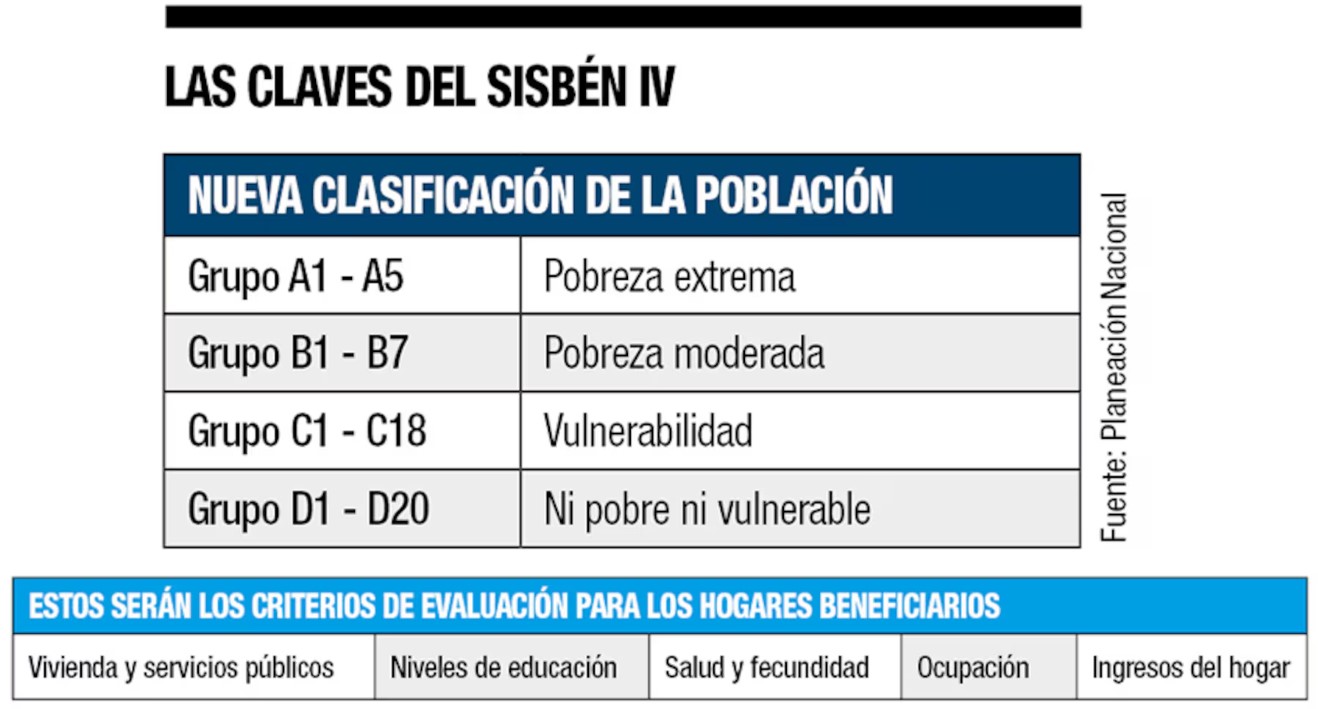 LAS CLAVES DEL SISBÉN IV
NUEVA CLASIFICACIÓN DE LA POBLACIÓN
Grupo A1 - A5 Pobreza extrema
Grupo B1 - B7 Pobreza moderada
Grupo C1 - C18 Vulnerabilidad
Grupo D1 - D20 Ni pobre ni vulnerable
Fuente: Planeación Nacional
ESTOS SERÁN LOS CRITERIOS DE EVALUACIÓN PARA LOS HOGARES BENEFICIARIOS
Vivienda y servicios públicos Niveles de educación Salud y fecundidad Ocupación Ingresos del hogar